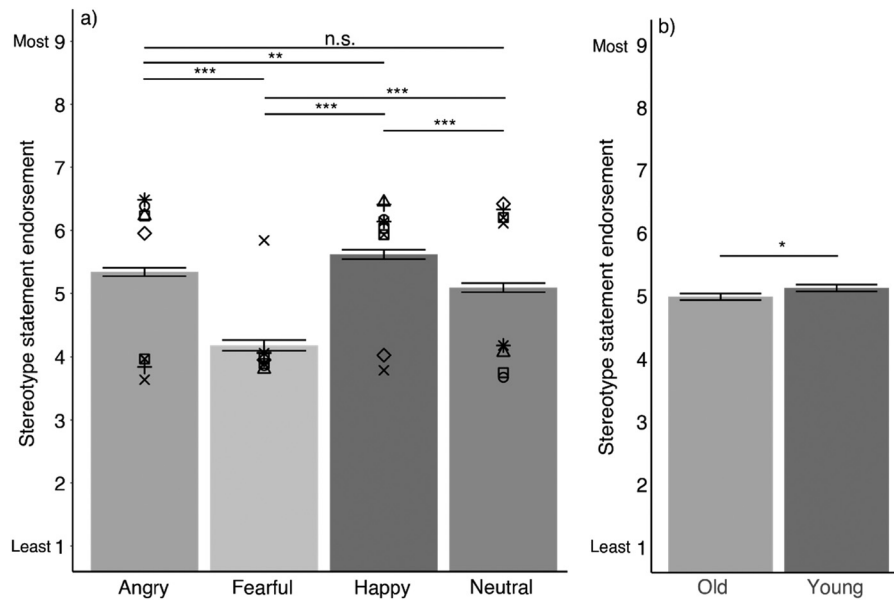 a)
Most 9
8
7
6
5
4
3
2
Least 1
Stereotype statement endorsement
n.s.
**
***
***
***
***
Angry Fearful Happy Neutral
b)
Most 9
8
7
6
5
4
3
2
Least 1
Stereotype statement endorsement
*
Old Young